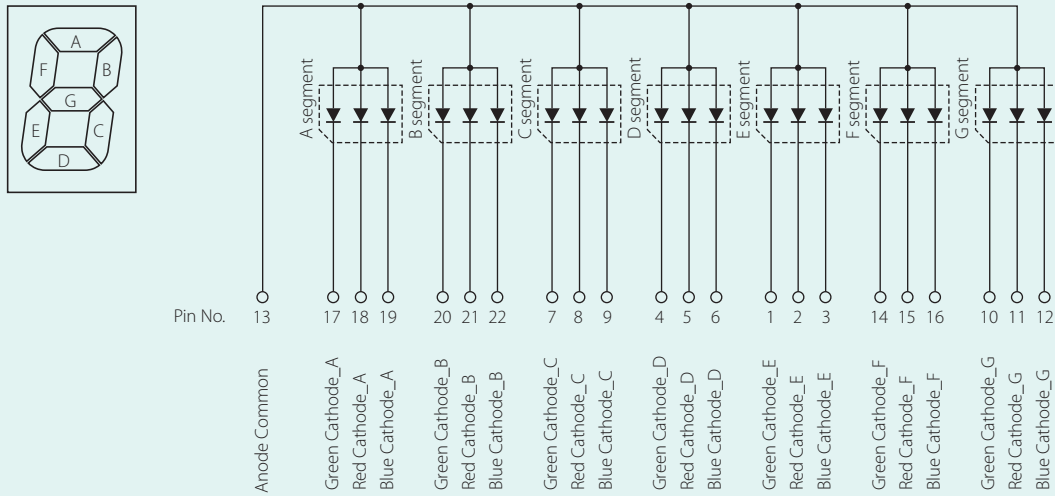 A
F B
G
E C
D
A segment
B segment
C segment
D segment
E segment
F segment
G segment
Pin No. 13 17 18 19 20 21 22 7 8 9 4 5 6 1 2 3 14 15 16 10 11 12
Anode Common
Green Cathode_A
Red Cathode_A
Blue Cathode_A
Green Cathode_B
Red Cathode_B
Blue Cathode_B
Green Cathode_C
Red Cathode_C
Blue Cathode_C
Green Cathode_D
Red Cathode_D
Blue Cathode_D
Green Cathode_E
Red Cathode_E
Blue Cathode_E
Green Cathode_F
Red Cathode_F
Blue Cathode_F
Green Cathode_G
Red Cathode_G
Blue Cathode_G